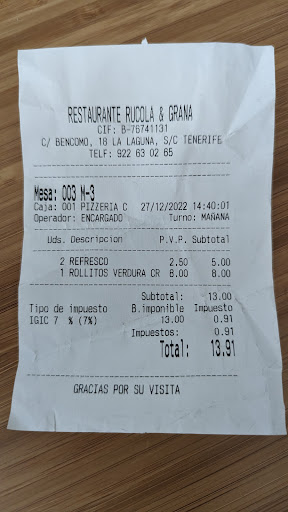 RESTAURANTE RUCOLA & GRANA
CIF: B-76741131
C/ BENCOMO, 18 LA LAGUNA, S/C TENERIFE
TELF: 922 63 02 65
Mesa: 003 M-3
Caja: 001 PIZZERIA C 27/12/2022 14:40:01
Operador: ENCARGADO Turno: MAÑANA
Uds. Descripcion P.V.P. Subtotal
2 REFRESCO 2.50 5.00
1 ROLLITOS VERDURA CR 8.00 8.00
Subtotal: 13.00
Tipo de impuesto B.imponible Impuesto
IGIC 7 % (7%) 13.00 0.91
Impuestos: 0.91
Total: 13.91
GRACIAS POR SU VISITA